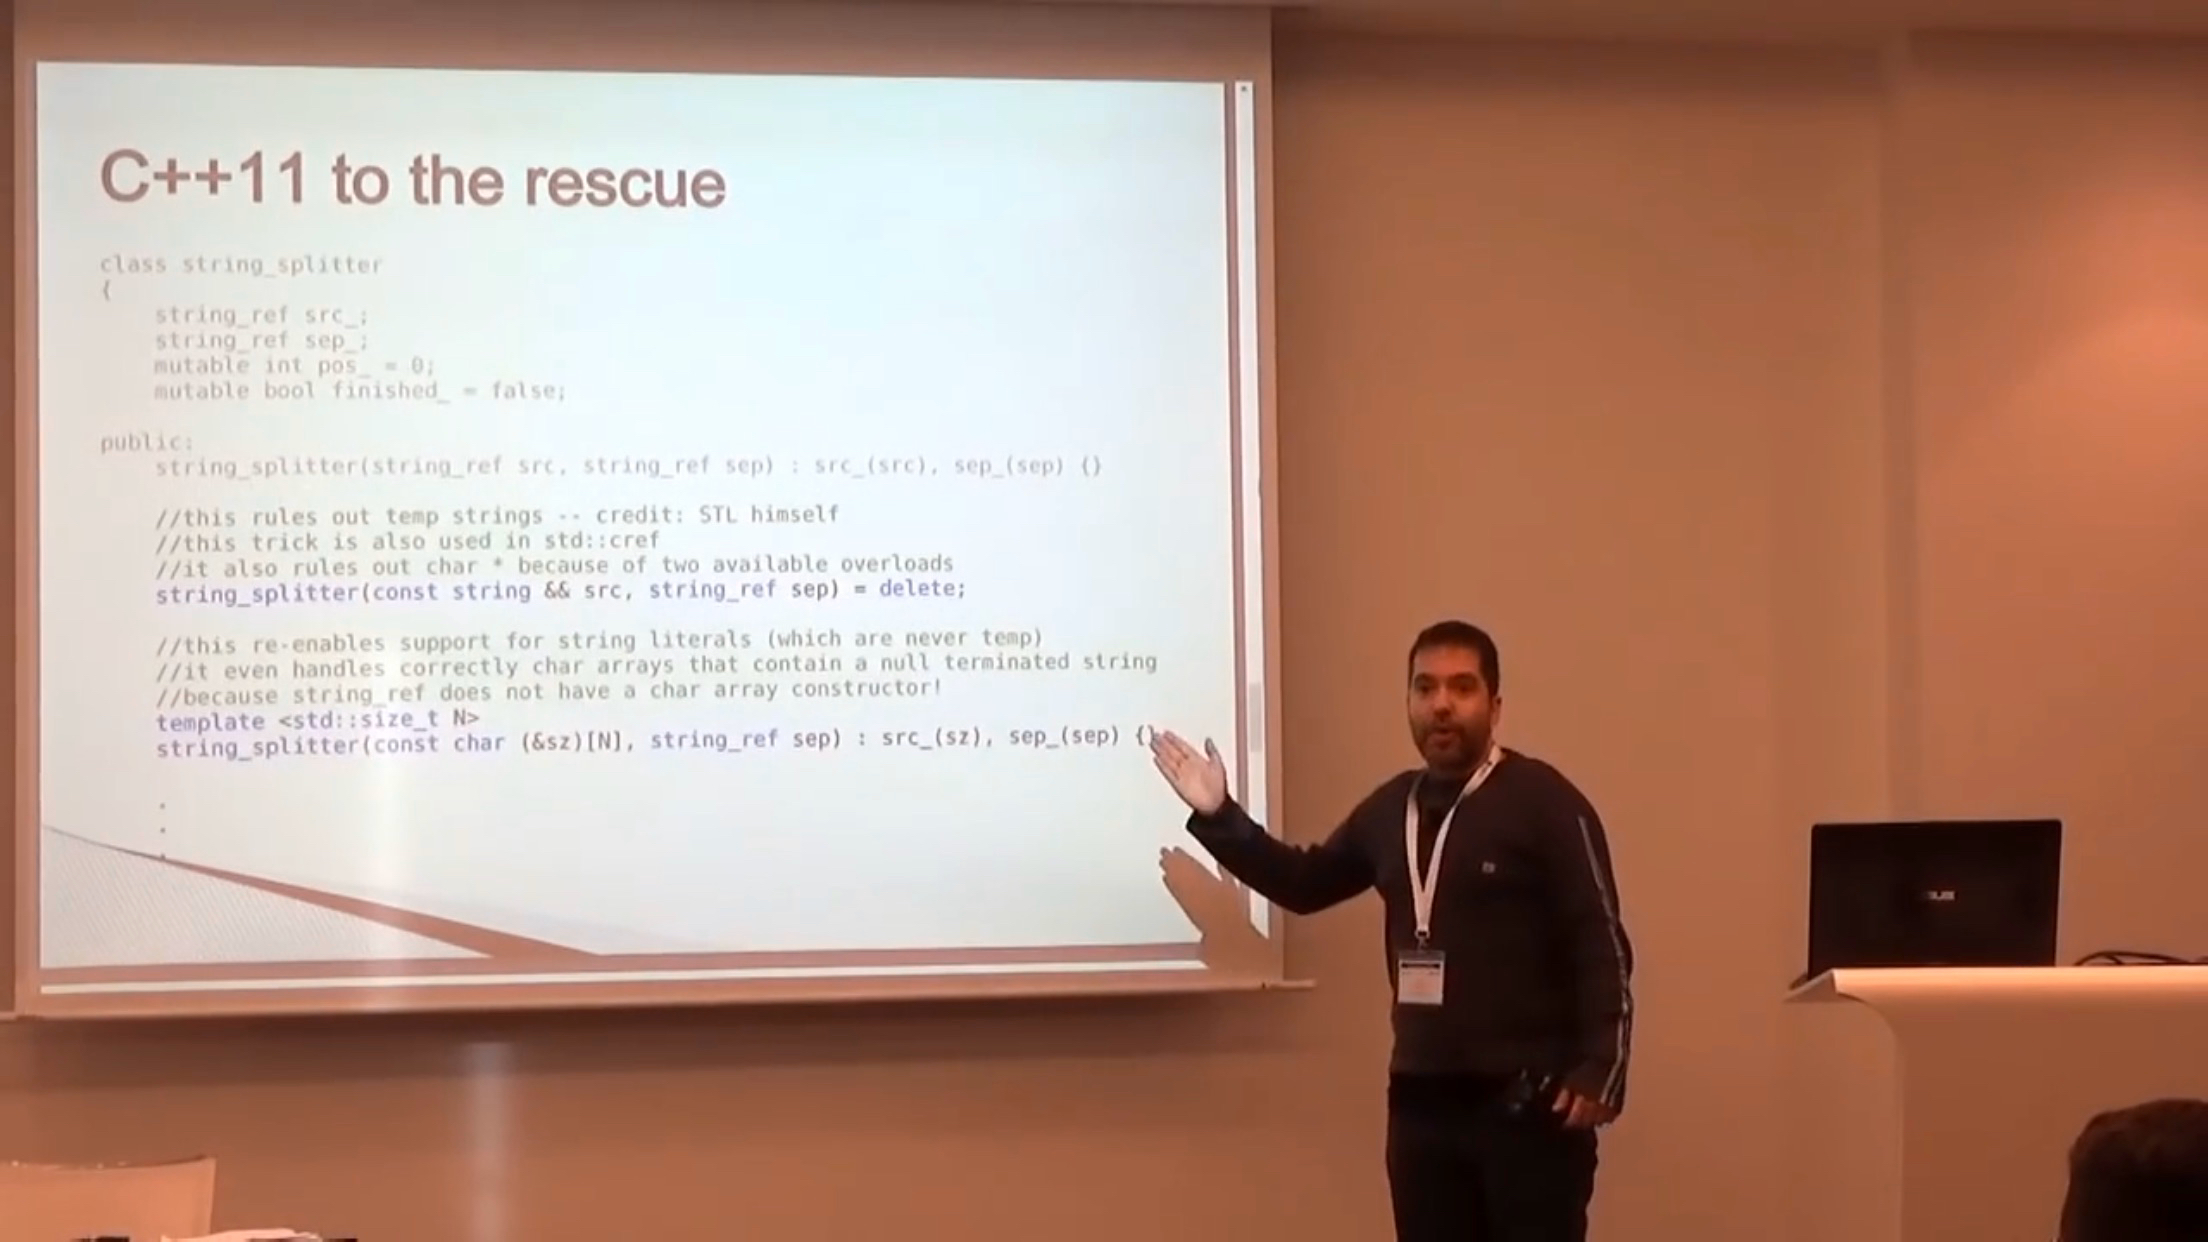 C++11 to the rescue
class string_splitter
{
string_ref src_;
string_ref sep_;
mutable int pos_ = 0;
mutable bool finished_ = false;
public:
string_splitter(string_ref src, string_ref sep) : src_(src), sep_(sep) {}
//this rules out temp strings -- credit: STL himself
//this trick is also used in std::cref
//it also rules out char * because of two available overloads
string_splitter(const string && src, string_ref sep) = delete;
//this re-enables support for string literals (which are never temp)
//it even handles correctly char arrays that contain a null terminated string
//because string_ref does not have a char array constructor!
template <std::size_t N>
string_splitter(const char (&sz)[N], string_ref sep) : src_(sz), sep_(sep) {}
.
.
.